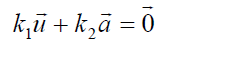 k₁u⃗ + k₂a⃗ = 0⃗